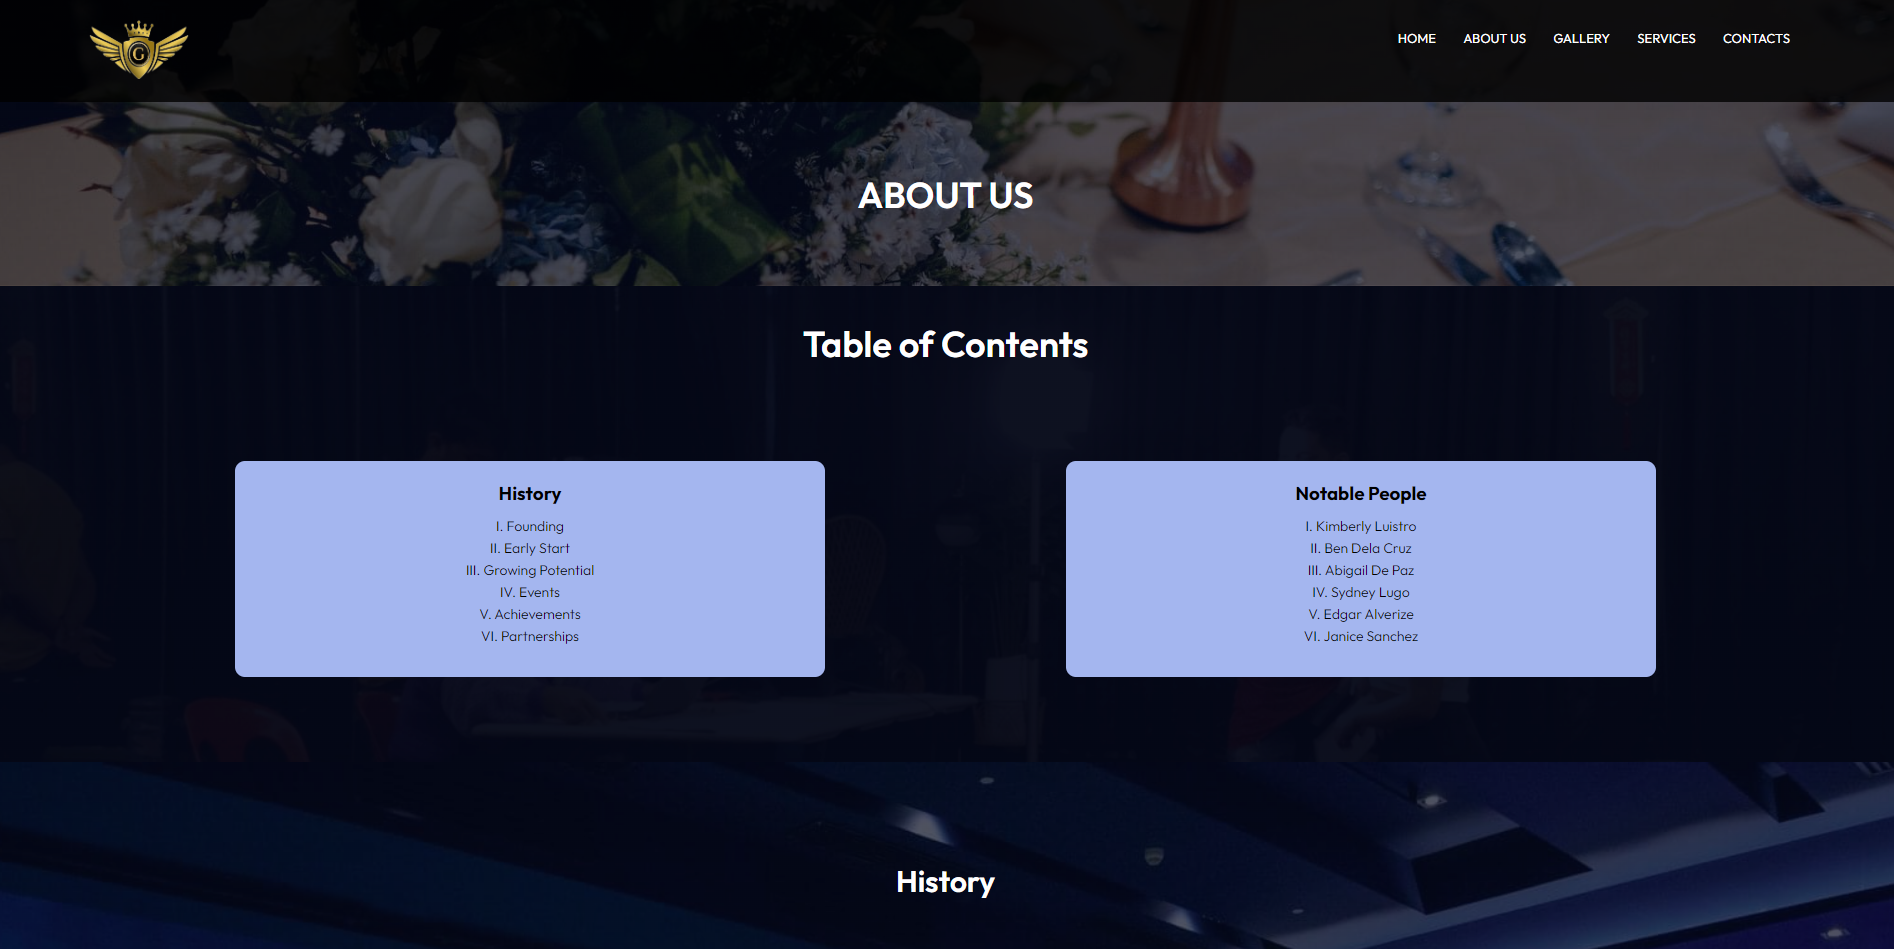 G
HOME ABOUT US GALLERY SERVICES CONTACTS
ABOUT US
Table of Contents
History
I. Founding
II. Early Start
III. Growing Potential
IV. Events
V. Achievements
VI. Partnerships
Notable People
I. Kimberly Luistro
II. Ben Dela Cruz
III. Abigail De Paz
IV. Sydney Lugo
V. Edgar Alverize
VI. Janice Sanchez
History